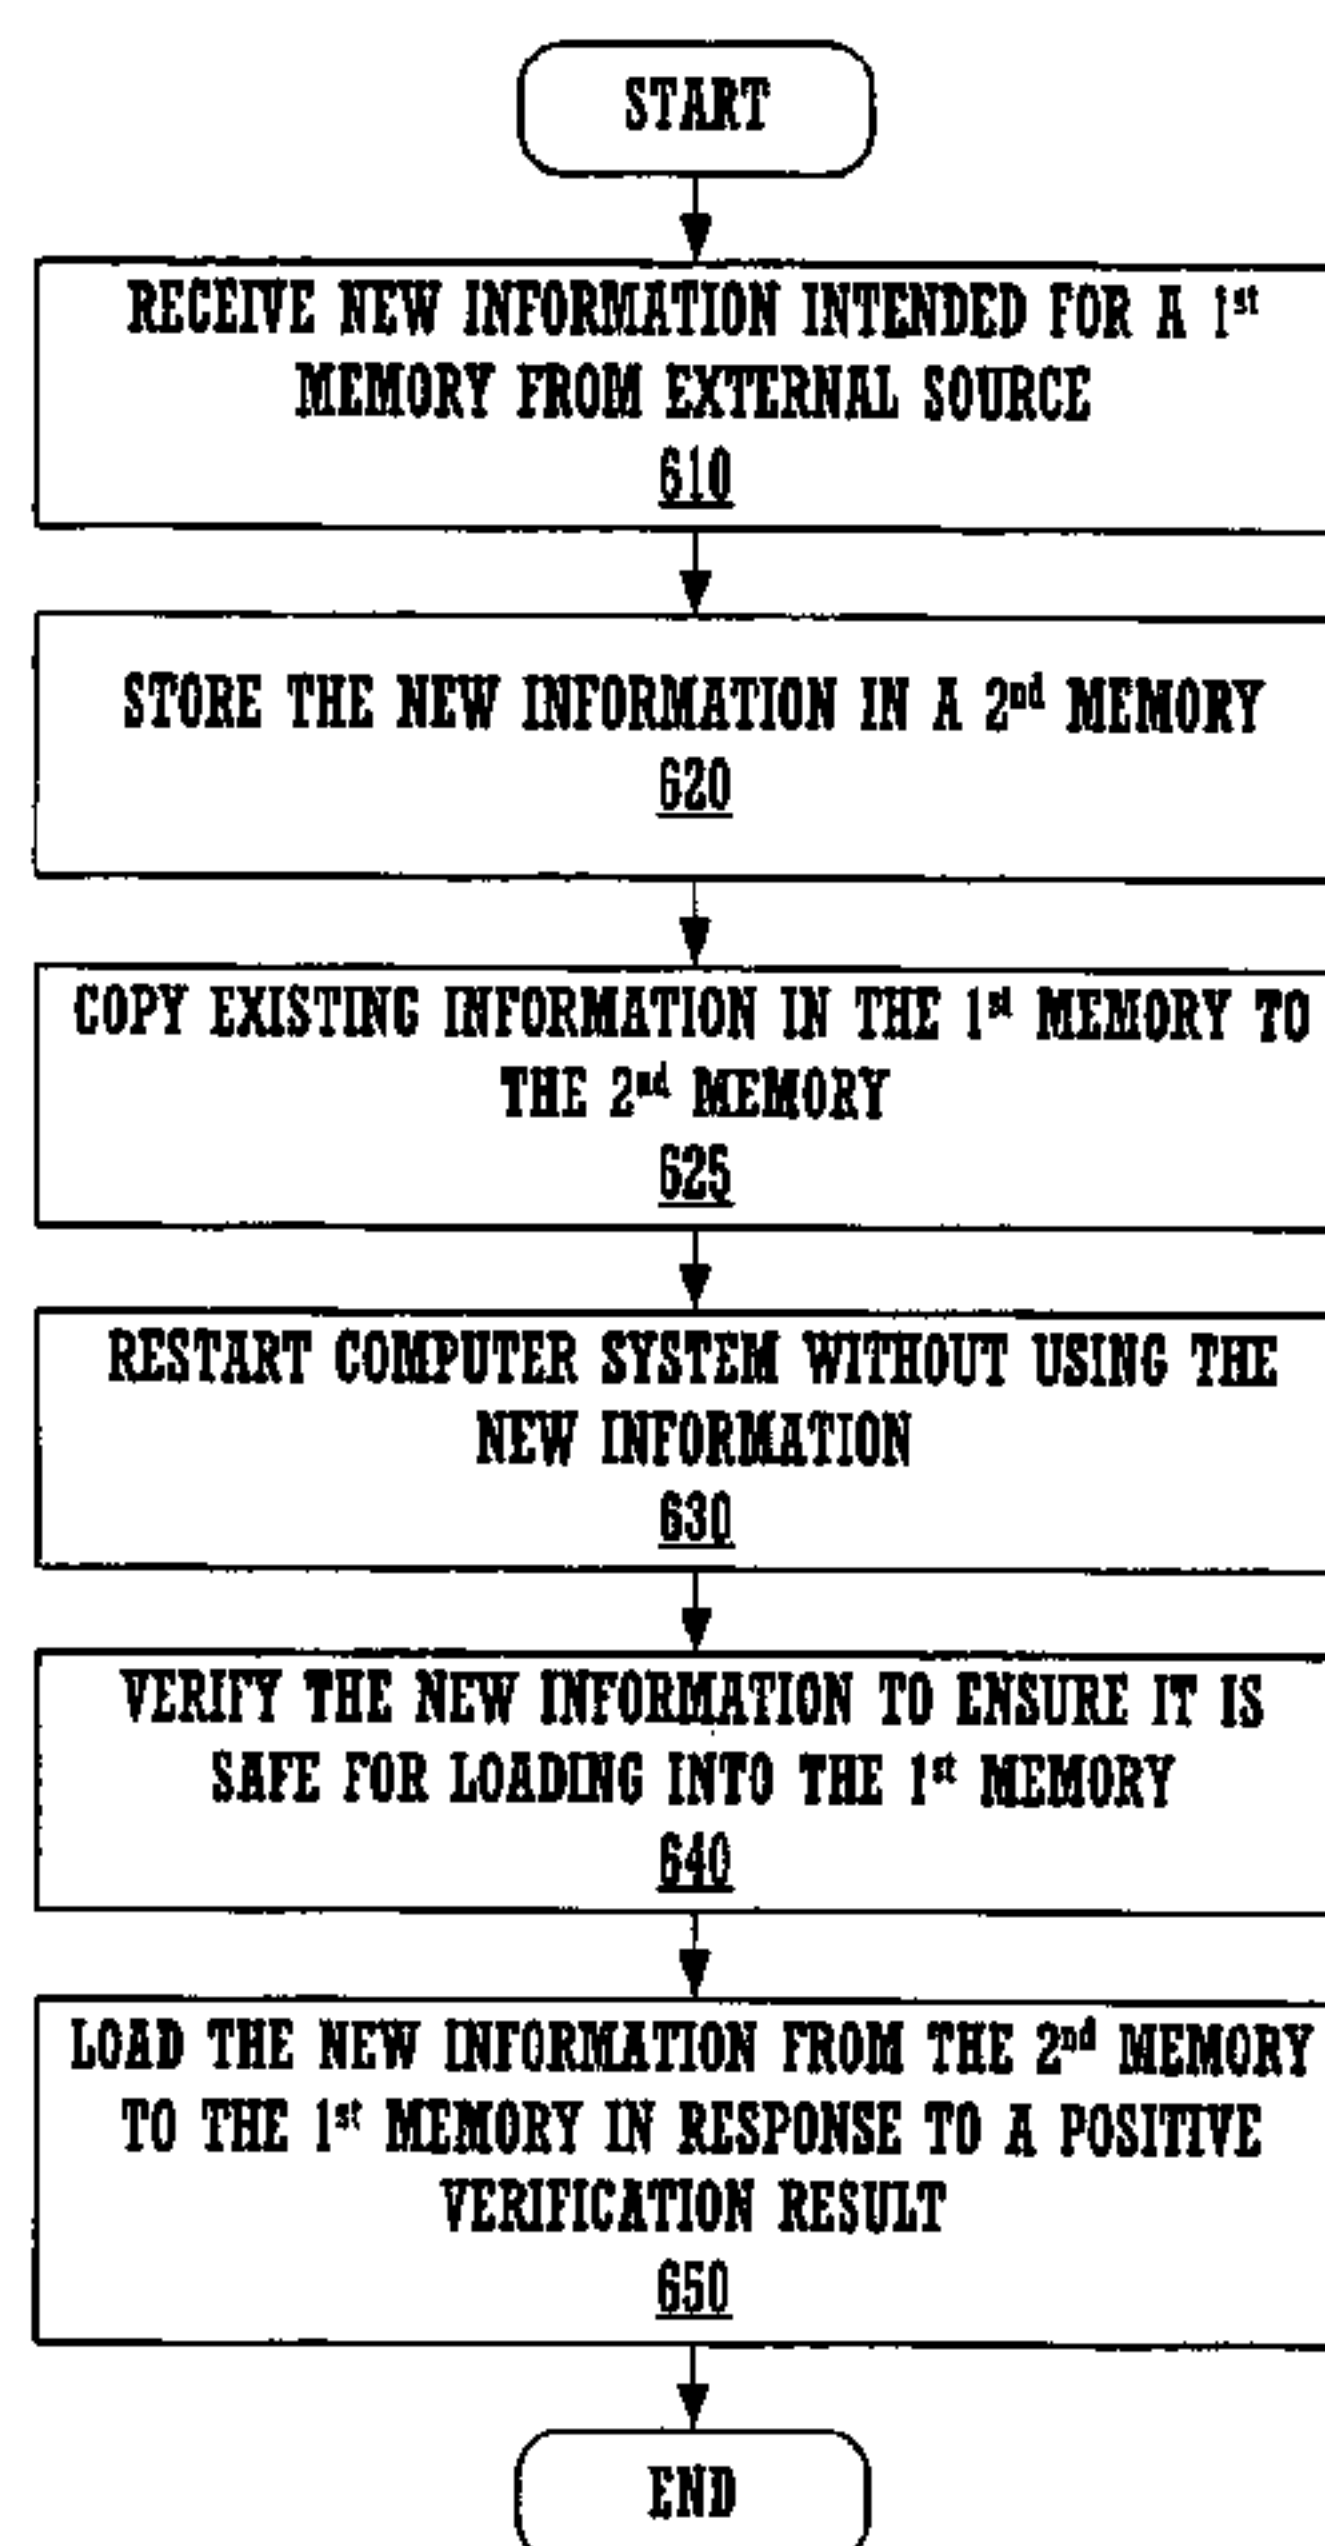 START
RECEIVE NEW INFORMATION INTENDED FOR A 1st
MEMORY FROM EXTERNAL SOURCE
610
STORE THE NEW INFORMATION IN A 2nd MEMORY
620
COPY EXISTING INFORMATION IN THE 1st MEMORY TO
THE 2nd MEMORY
625
RESTART COMPUTER SYSTEM WITHOUT USING THE
NEW INFORMATION
630
VERIFY THE NEW INFORMATION TO ENSURE IT IS
SAFE FOR LOADING INTO THE 1st MEMORY
640
LOAD THE NEW INFORMATION FROM THE 2nd MEMORY
TO THE 1st MEMORY IN RESPONSE TO A POSITIVE
VERIFICATION RESULT
650
END